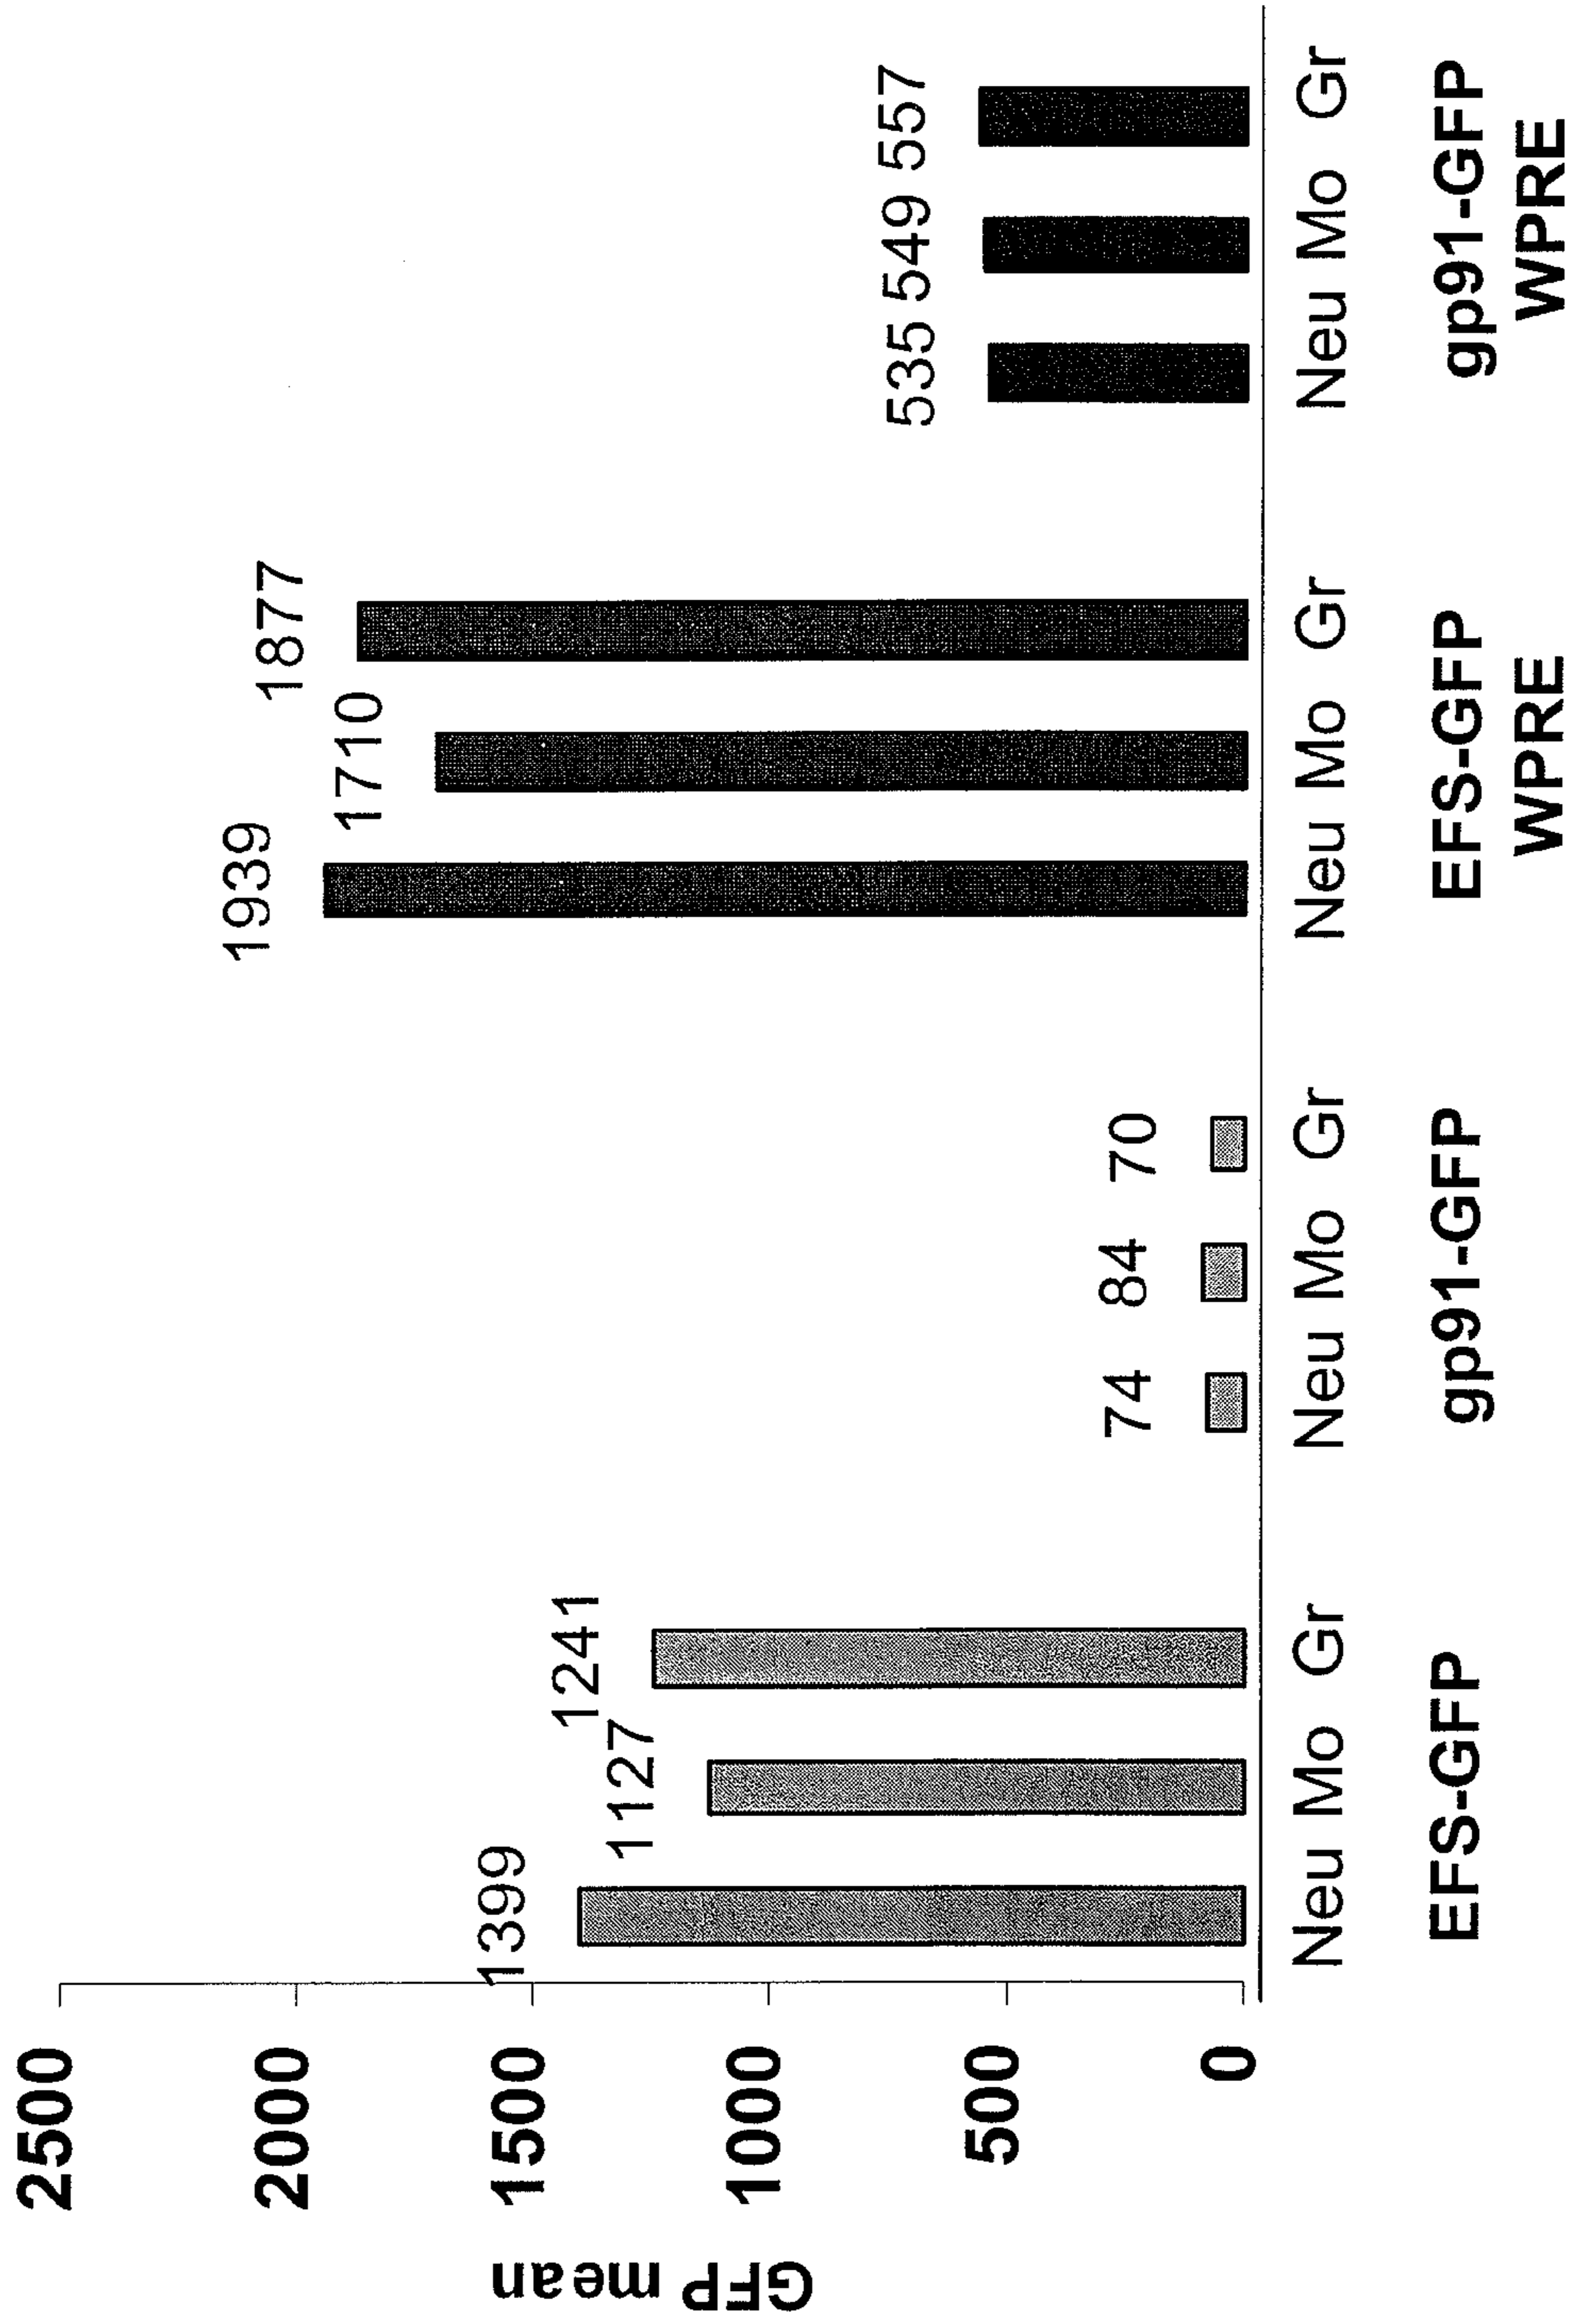 GFP mean
2500
2000
1500
1000
500
0
1399
1127
1241
74
84
70
1939
1710
1877
535
549
557
Neu Mo Gr
Neu Mo Gr
Neu Mo Gr
Neu Mo Gr
EFS-GFP
gp91-GFP
EFS-GFP
WPRE
gp91-GFP
WPRE